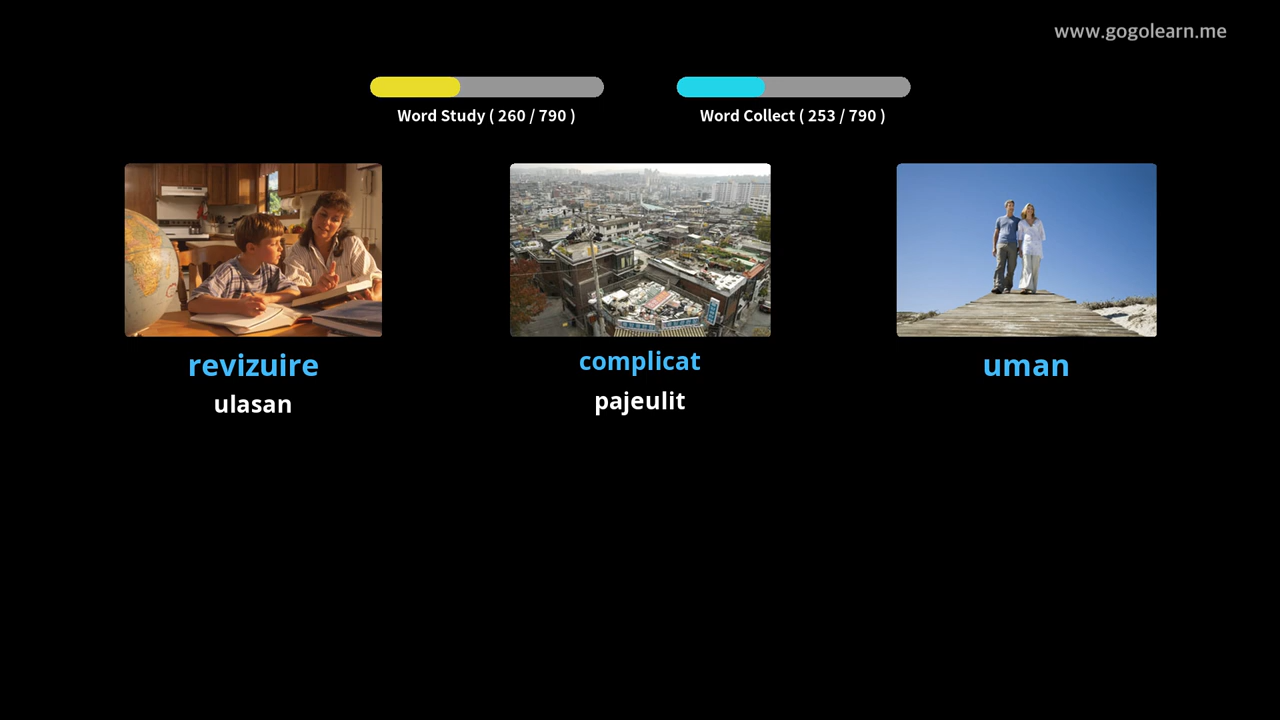 www.gogolearn.me
Word Study ( 260 / 790 )
Word Collect ( 253 / 790 )
revizuire
ulasan
complicat
pajeulit
uman